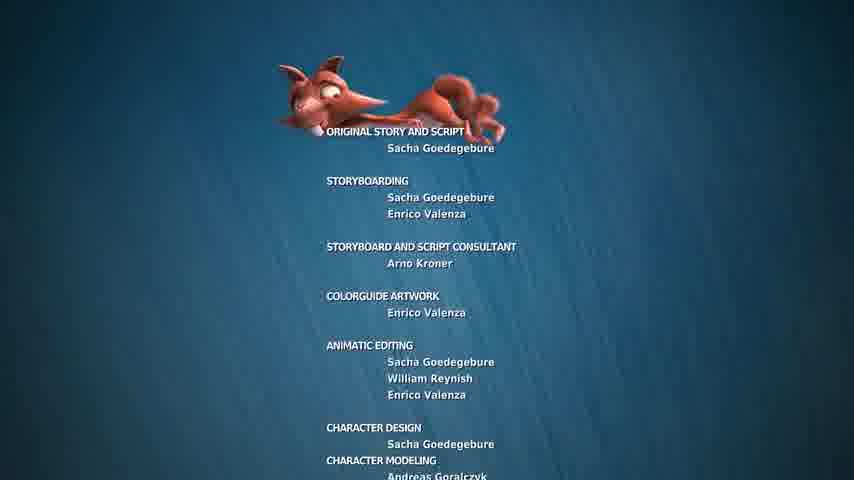 ORIGINAL STORY AND SCRIPT
Sacha Goedegebure
STORYBOARDING
Sacha Goedegebure
Enrico Valenza
STORYBOARD AND SCRIPT CONSULTANT
Arno Kroner
COLORGUIDE ARTWORK
Enrico Valenza
ANIMATIC EDITING
Sacha Goedegebure
William Reynish
Enrico Valenza
CHARACTER DESIGN
Sacha Goedegebure
CHARACTER MODELING
Andreas Goralczyk